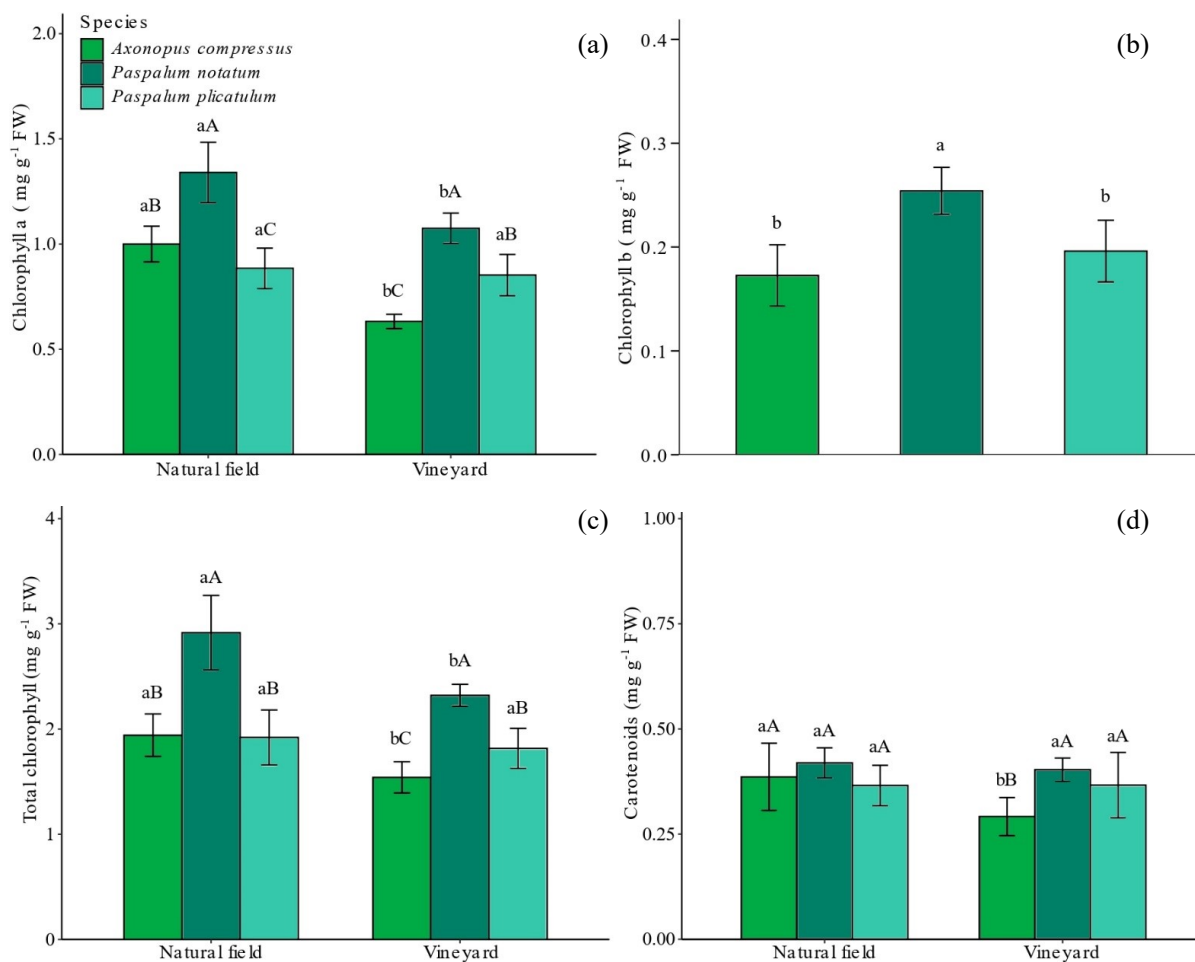 Species
Axonopus compressus
Paspalum notatum
Paspalum plicatulum
(a)
Chlorophyll a ( mg g⁻¹ FW)
2.0
1.5
1.0
0.5
0.0
aB
aA
aC
bC
bA
aB
Natural field
Vineyard
(b)
Chlorophyll b ( mg g⁻¹ FW)
0.4
0.3
0.2
0.1
0.0
b
a
b
(c)
Total chlorophyll (mg g⁻¹ FW)
4
3
2
1
0
aB
aA
aB
bC
bA
aB
Natural field
Vineyard
(d)
Carotenoids (mg g⁻¹ FW)
1.00
0.75
0.50
0.25
0.00
aA
aA
aA
bB
aA
aA
Natural field
Vineyard